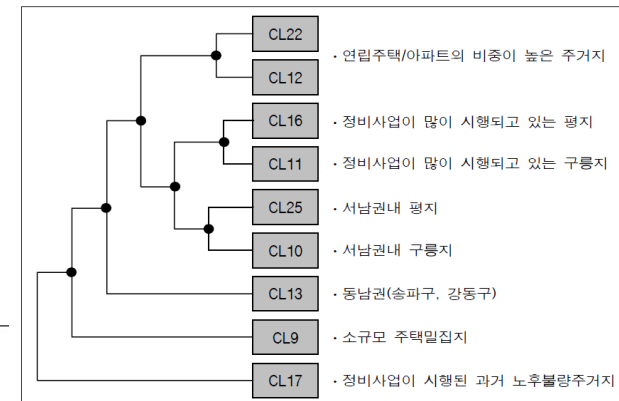 CL22
· 연립주택/아파트의 비중이 높은 주거지
CL12
CL16 · 정비사업이 많이 시행되고 있는 평지
CL11 · 정비사업이 많이 시행되고 있는 구릉지
CL25 · 서남권내 평지
CL10 · 서남권내 구릉지
CL13 · 동남권(송파구, 강동구)
CL9 · 소규모 주택밀집지
CL17 · 정비사업이 시행된 과거 노후불량주거지